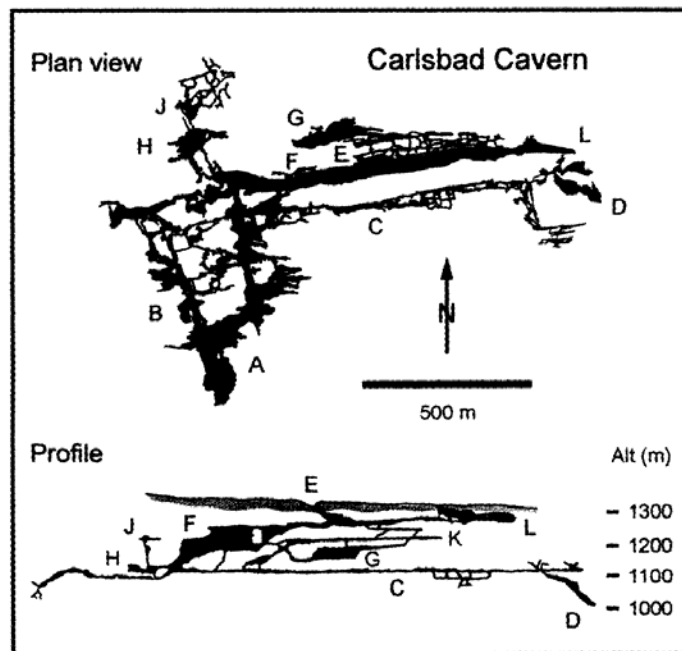 Plan view
Carlsbad Cavern
J
G
H
F
E
L
D
C
B
N
A
500 m
Profile
Alt (m)
E
1300
J
F
L
K
1200
H
G
1100
C
1000
D